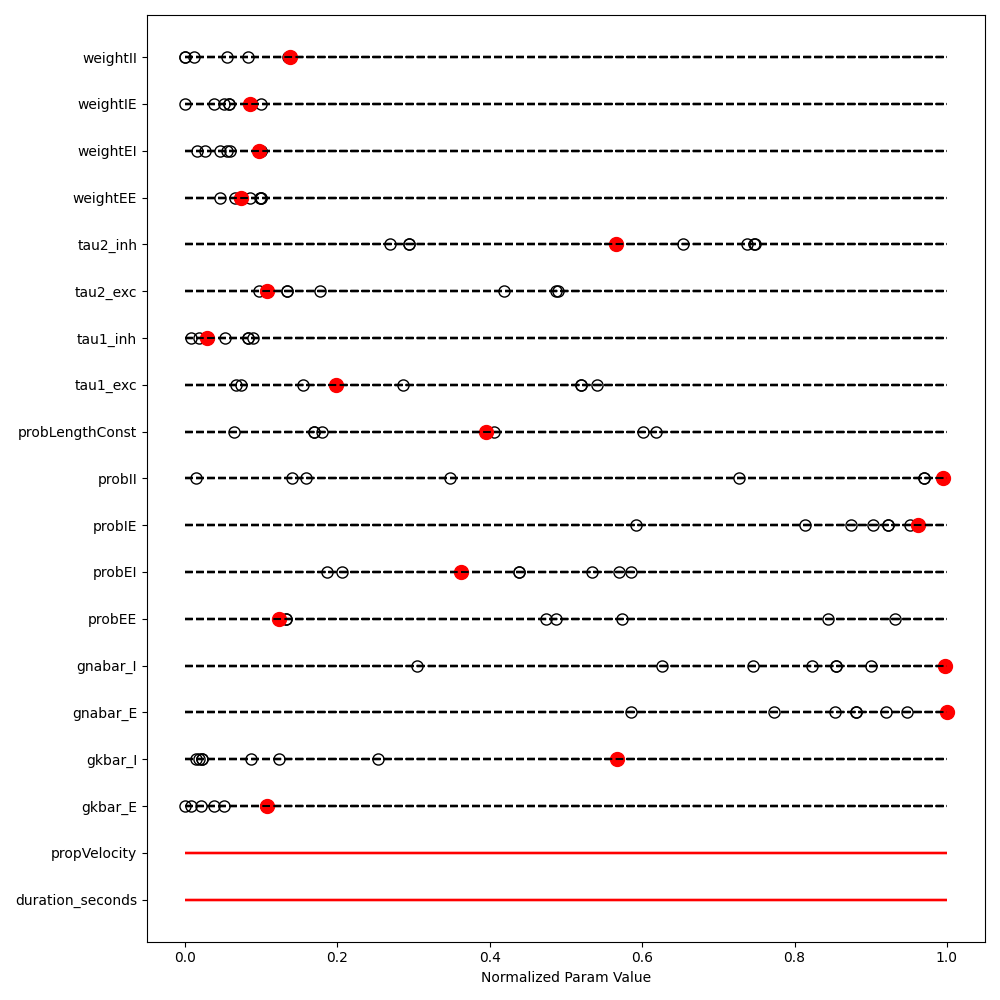 weightII
weightIE
weightEI
weightEE
tau2_inh
tau2_exc
tau1_inh
tau1_exc
probLengthConst
probII
probIE
probEI
probEE
gnabar_I
gnabar_E
gkbar_I
gkbar_E
propVelocity
duration_seconds
0.0 0.2 0.4 0.6 0.8 1.0
Normalized Param Value